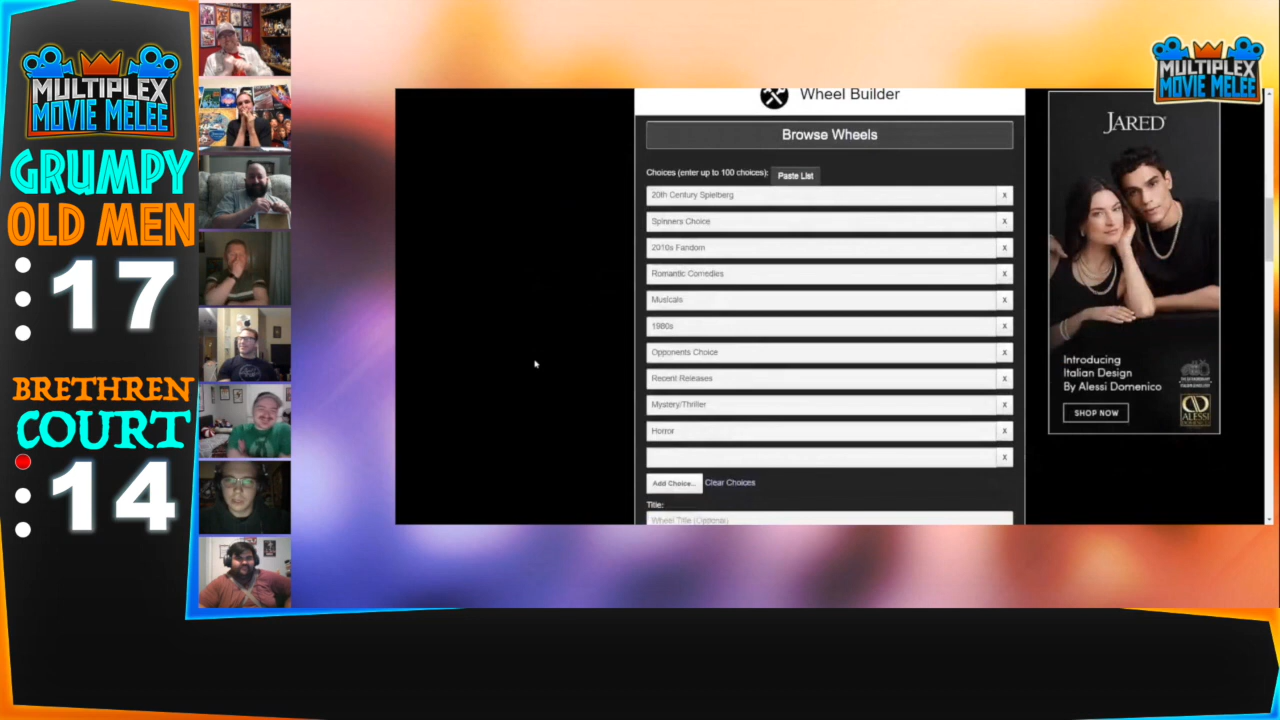 MULTIPLEX
MOVIE MELEE
GRUMPY
OLD MEN
17
BRETHREN
COURT
14
Wheel Builder
Browse Wheels
Choices (enter up to 100 choices):
Paste List
20th Century Spielberg
X
Spinners Choice
X
2010s Fandom
X
Romantic Comedies
X
Musicals
X
1980s
X
Opponents Choice
X
Recent Releases
X
Mystery/Thriller
X
Horror
X
X
Add Choice...
Clear Choices
Title:
Wheel Title (Optional)
MULTIPLEX
MOVIE MELEE
JARED
Introducing
Italian Design
By Alessi Domenico
SHOP NOW
ALESSI